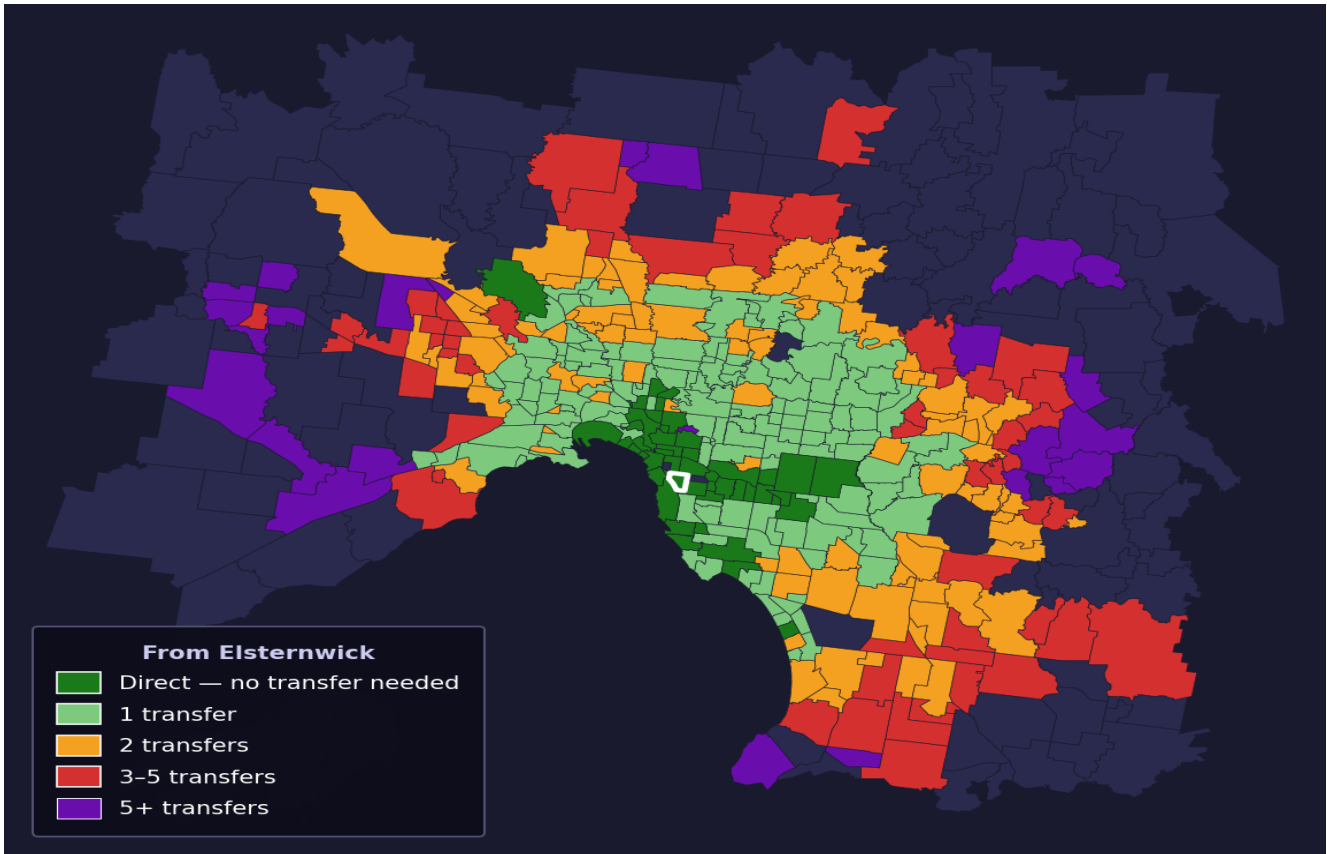 From Elsternwick
Direct — no transfer needed
1 transfer
2 transfers
3–5 transfers
5+ transfers